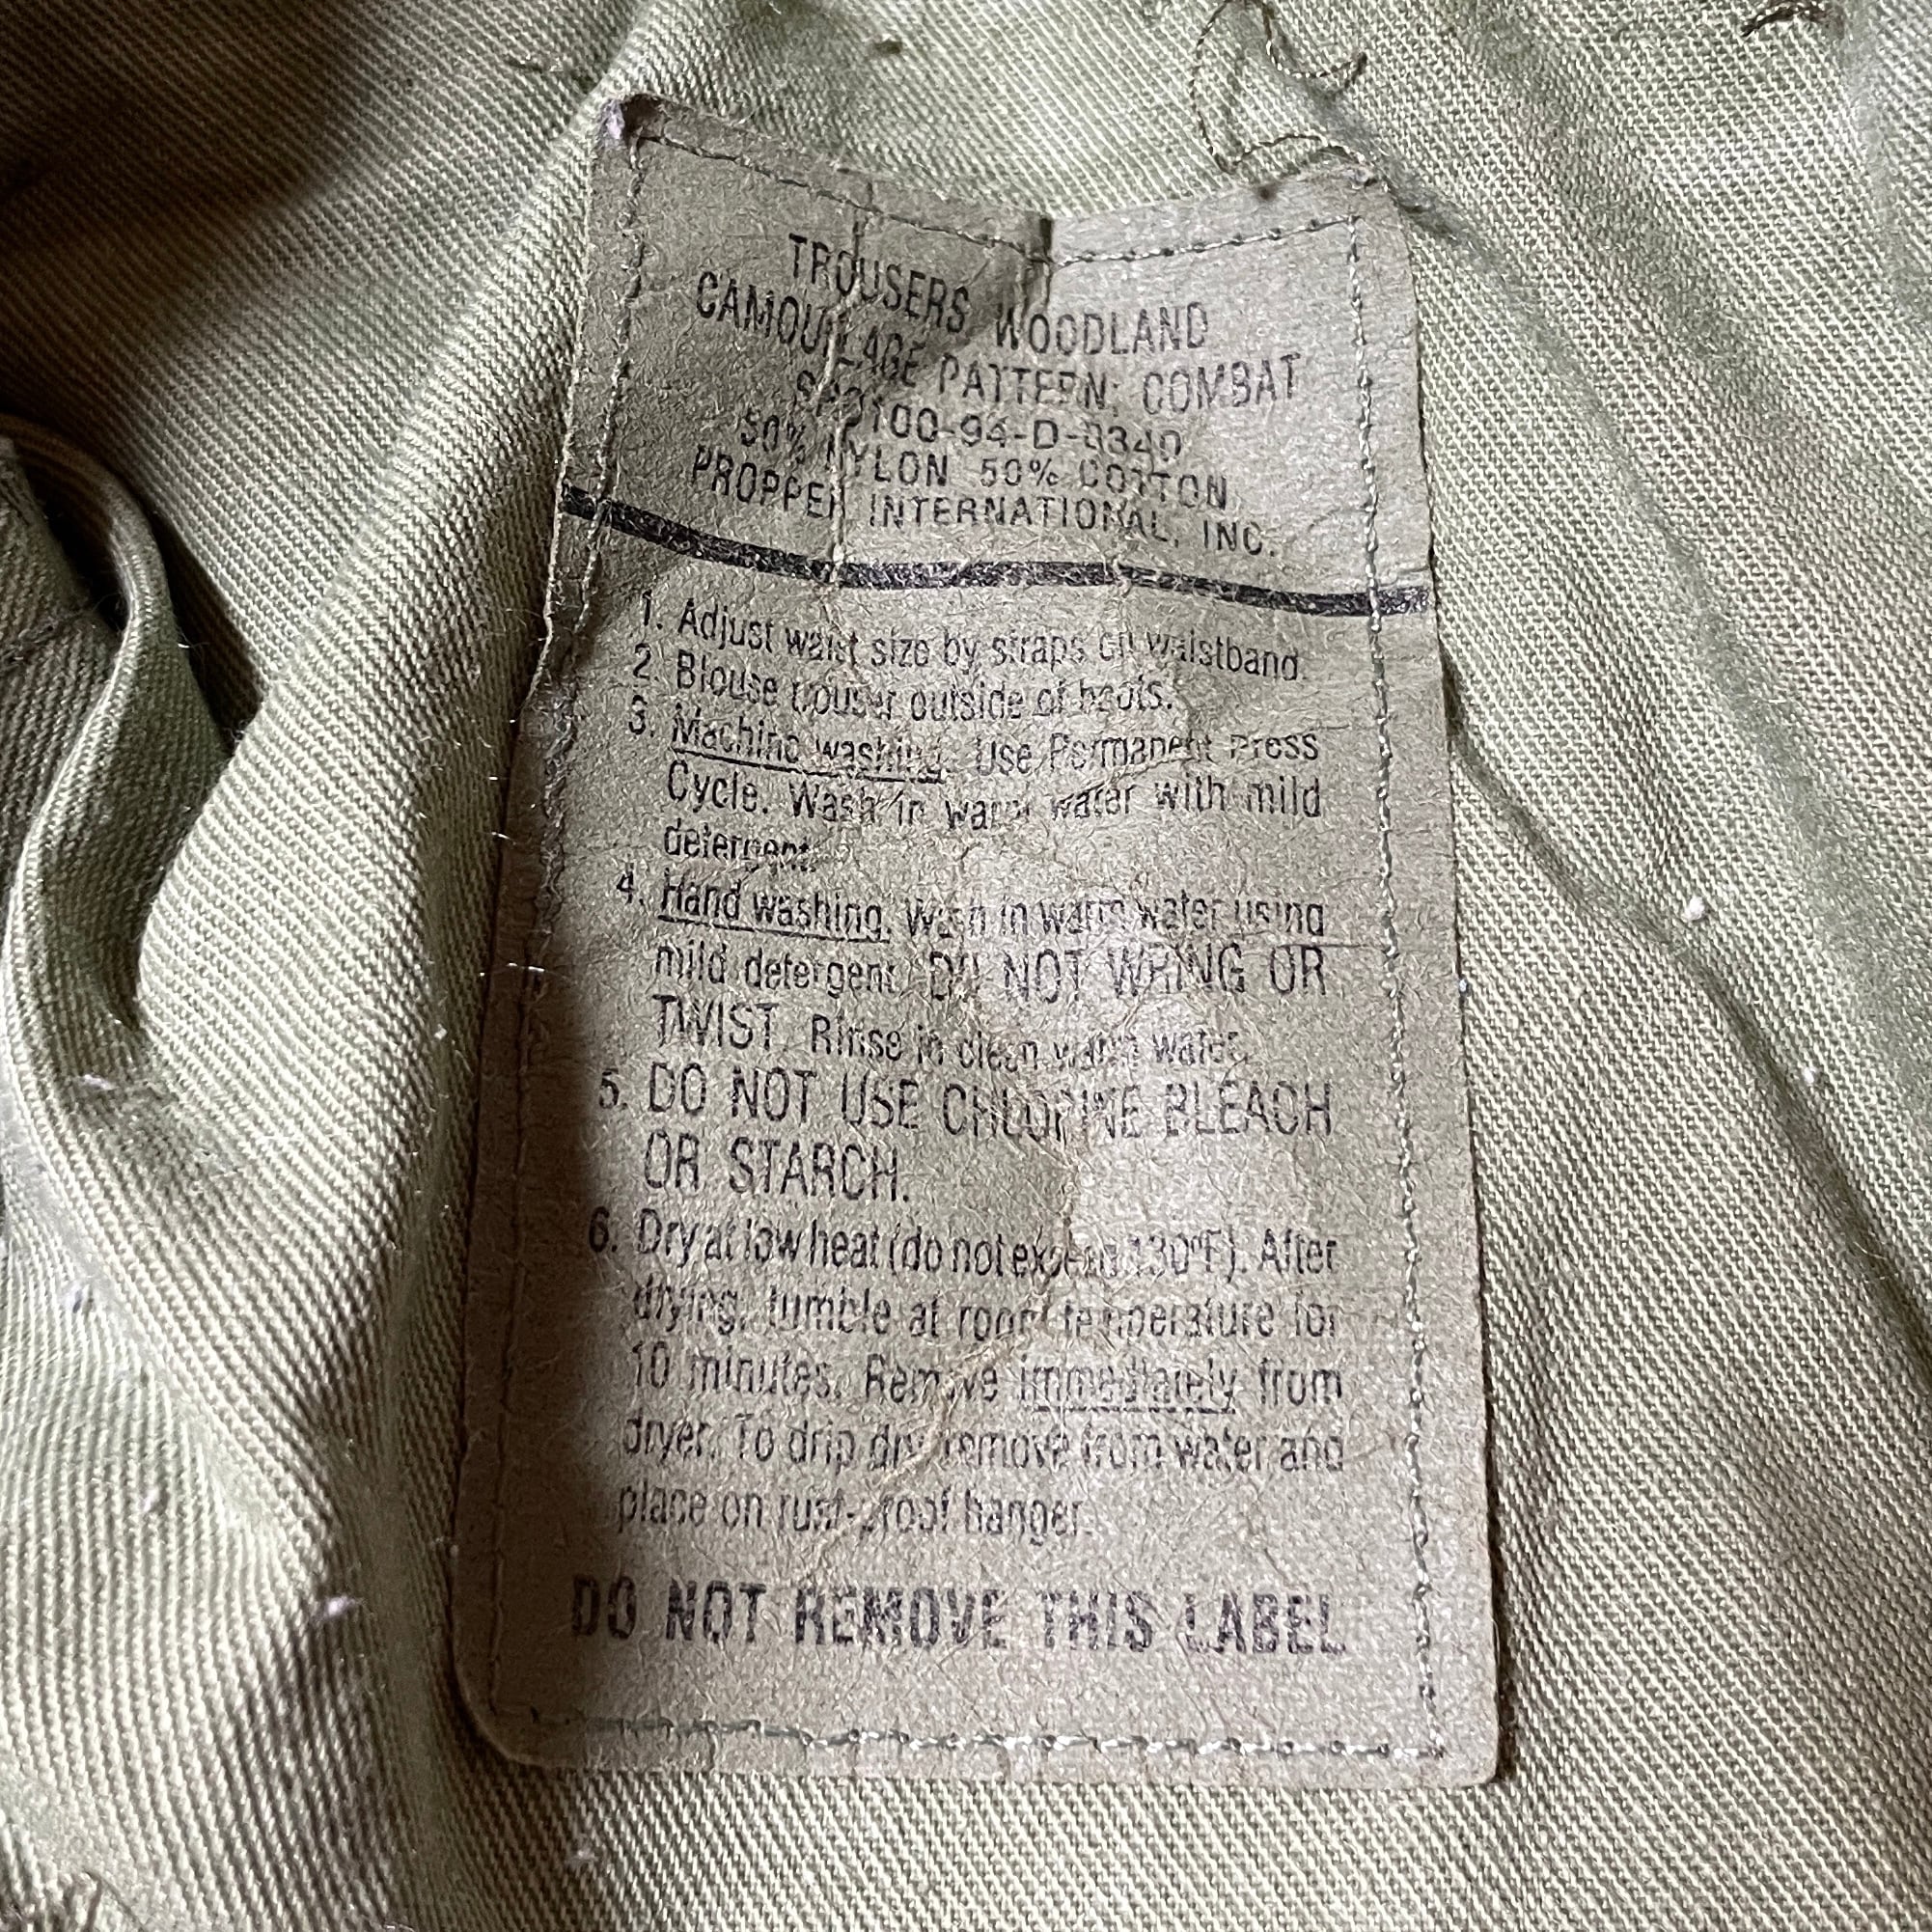 TROUSERS, WOODLAND
CAMOUFLAGE PATTERN: COMBAT
SPO100-94-D-0340
50% NYLON 50% COTTON
PROPPER INTERNATIONAL, INC.
1. Adjust waist size by straps on waistband.
2. Blouse trouser outside of boots.
3. Machine washing. Use Permanent Press
Cycle. Wash in warm water with mild
detergent.
4. Hand washing. Wash in warm water using
mild detergent. DO NOT WRING OR
TWIST. Rinse in clean warm water.
5. DO NOT USE CHLORINE BLEACH
OR STARCH.
6. Dry at low heat (do not exceed 130°F). After
drying, tumble at room temperature for
10 minutes. Remove immediately from
dryer. To drip dry, remove from water and
place on rust-proof hanger.
DO NOT REMOVE THIS LABEL